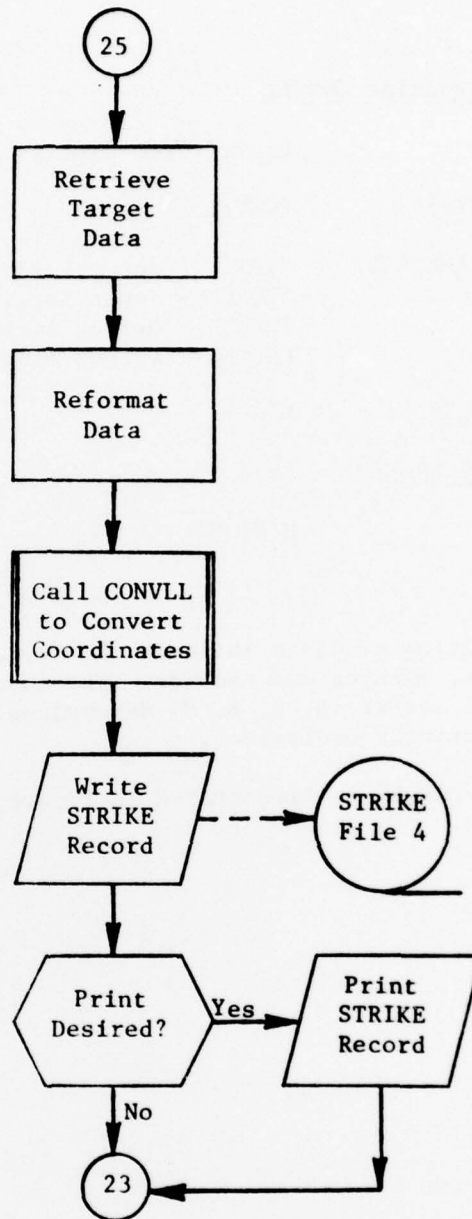 25
Retrieve
Target
Data
Reformat
Data
Call CONVLL
to Convert
Coordinates
Write
STRIKE
Record
STRIKE
File 4
Print
Desired?
Yes
Print
STRIKE
Record
No
23